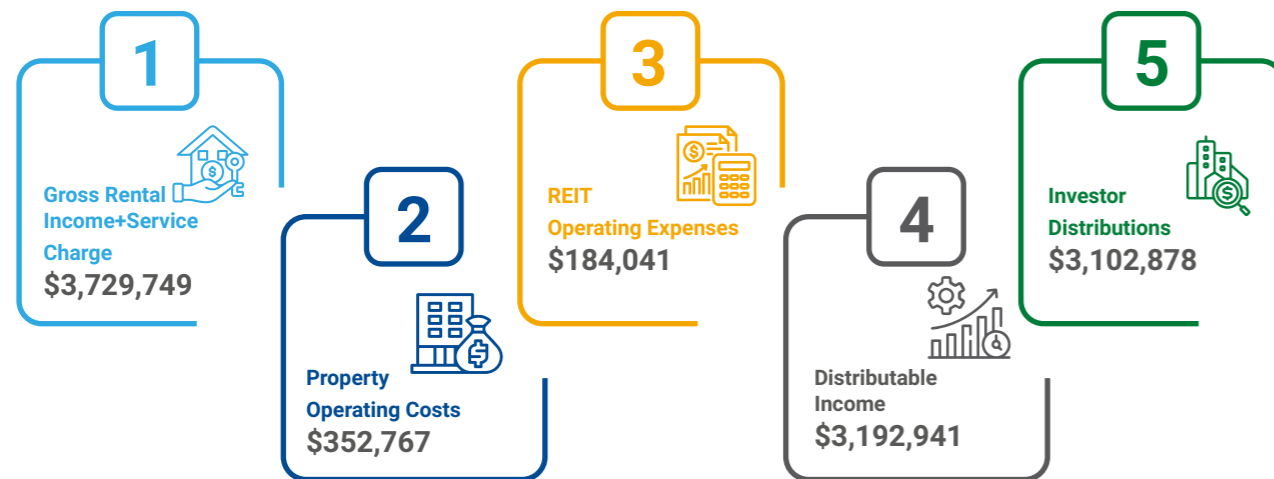 1
Gross Rental
Income+Service
Charge
$3,729,749
2
Property
Operating Costs
$352,767
3
REIT
Operating Expenses
$184,041
4
Distributable
Income
$3,192,941
5
Investor
Distributions
$3,102,878